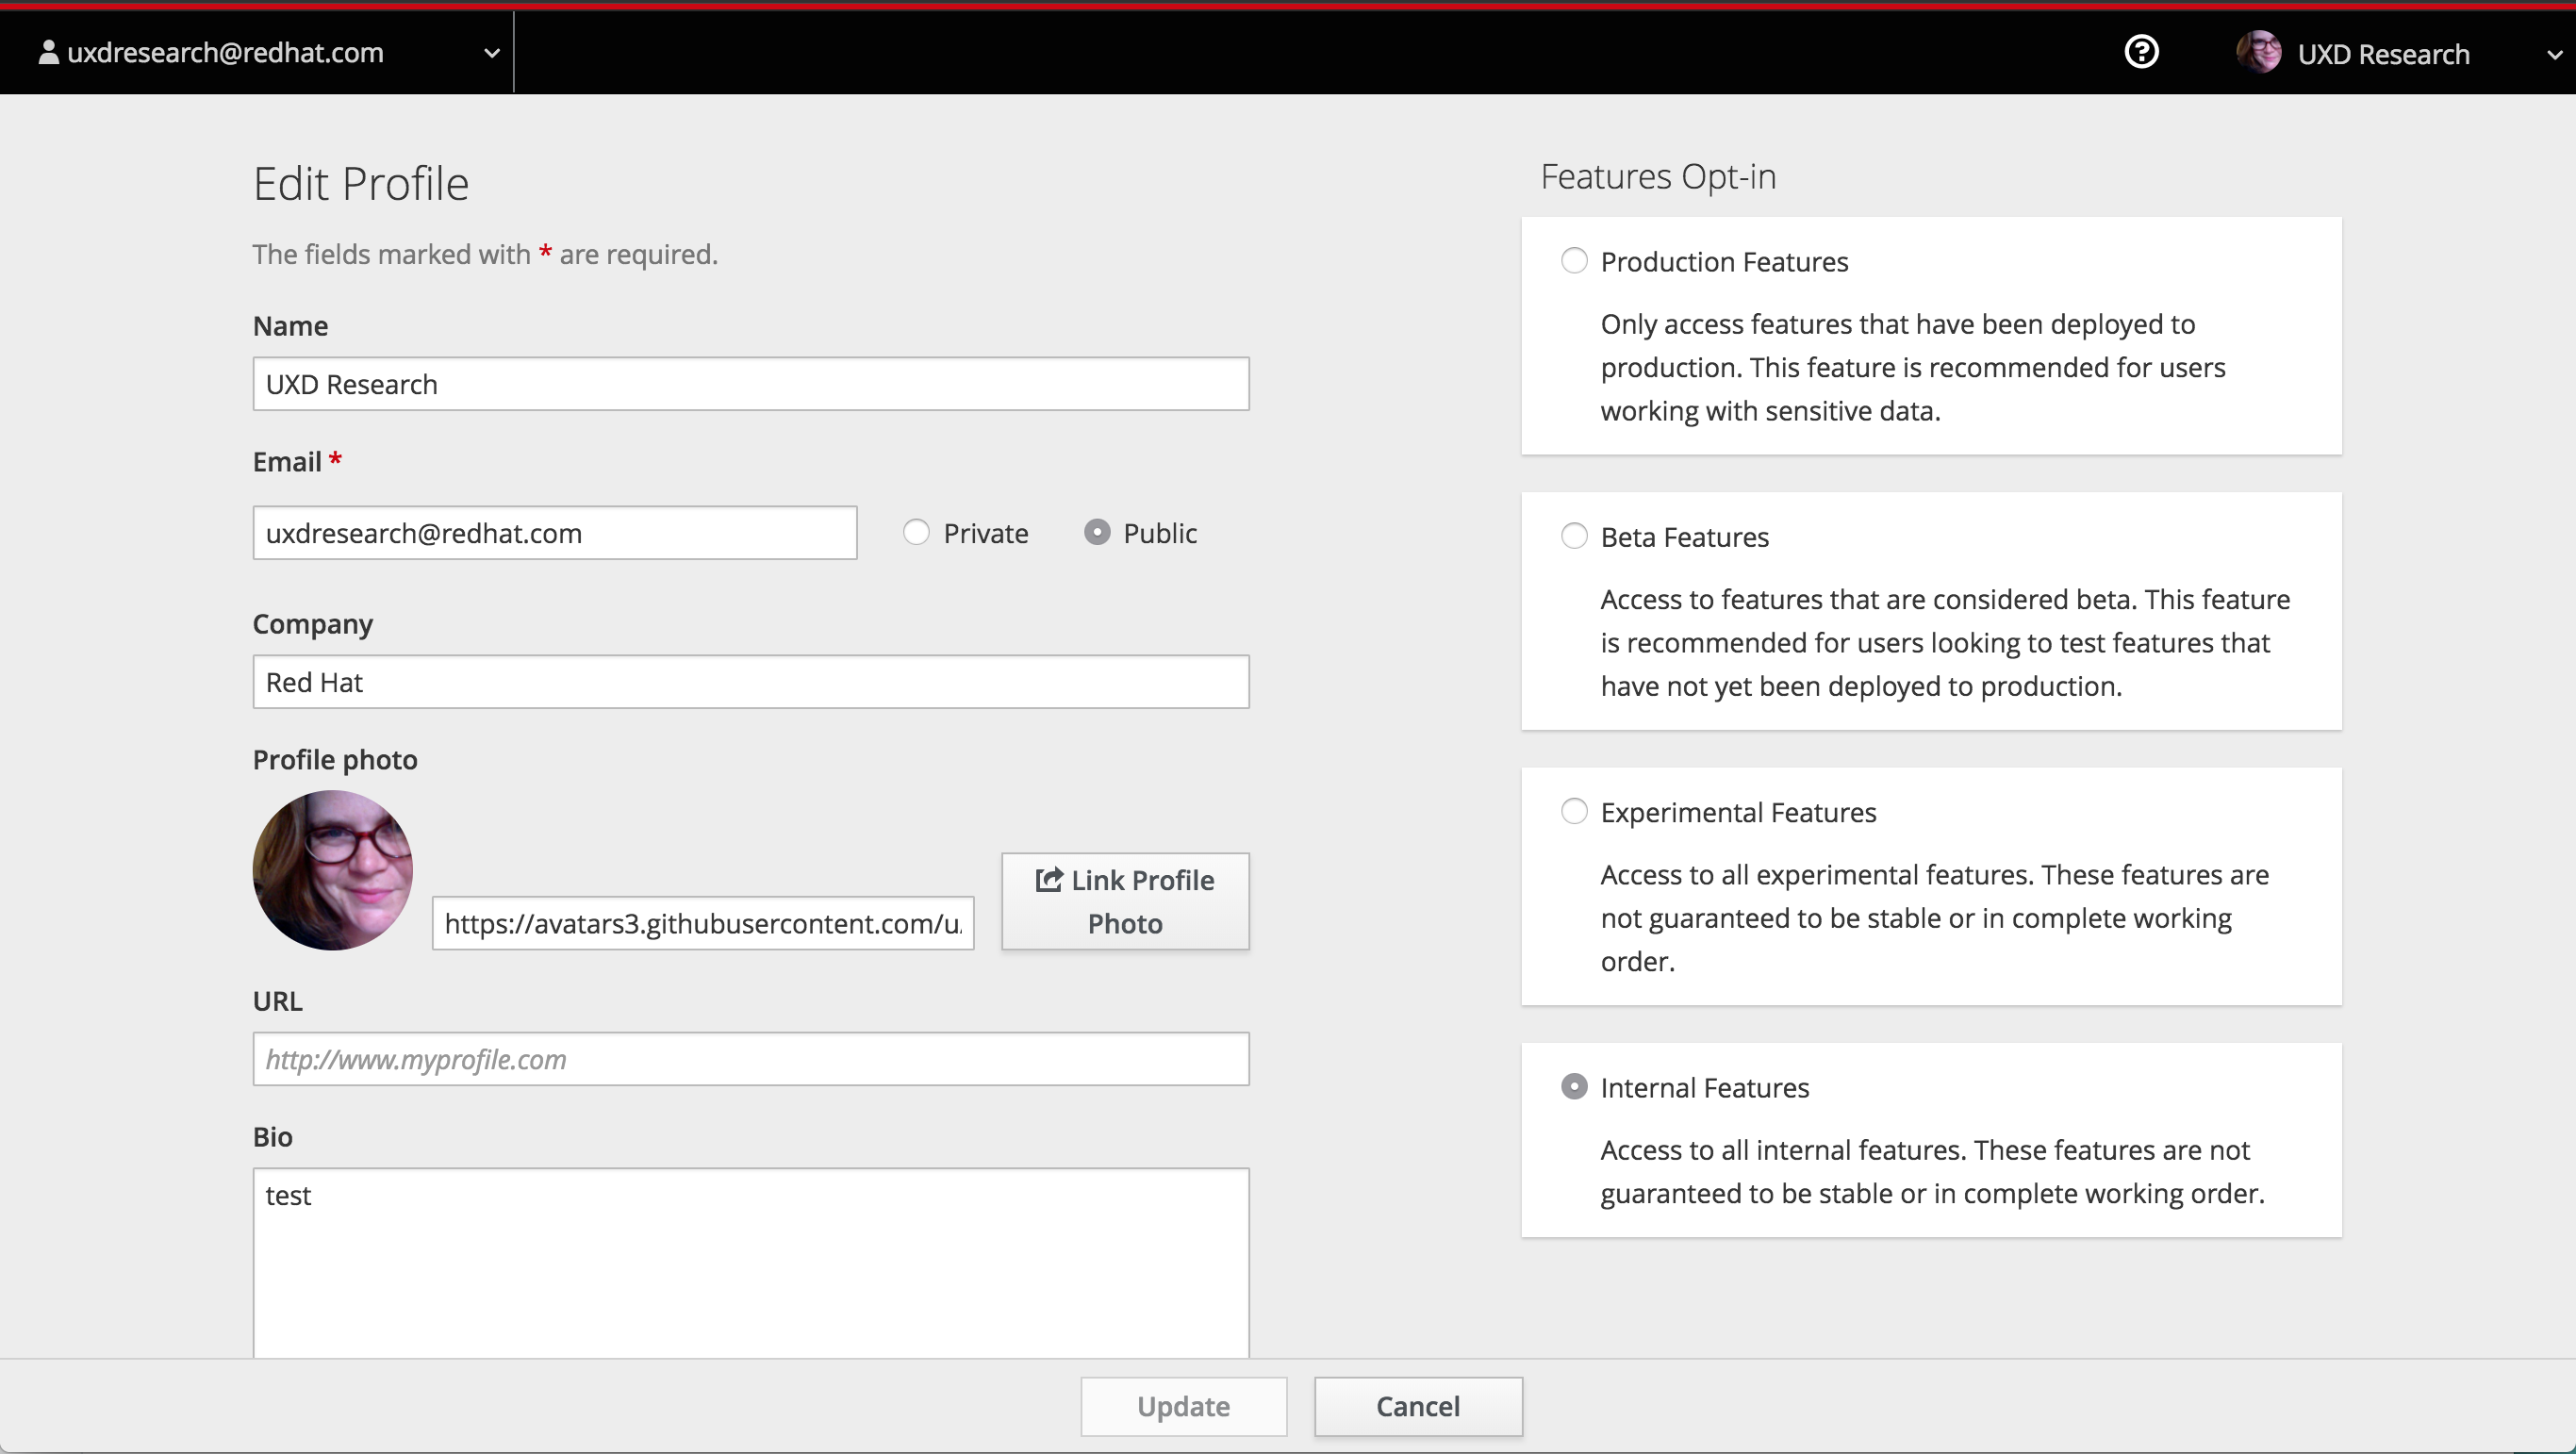 uxdresearch@redhat.com
UXD Research
Edit Profile
The fields marked with * are required.
Name
UXD Research
Email *
uxdresearch@redhat.com
Private
Public
Company
Red Hat
Profile photo
https://avatars3.githubusercontent.com/u
Link Profile
Photo
URL
http://www.myprofile.com
Bio
test
Features Opt-in
Production Features
Only access features that have been deployed to
production. This feature is recommended for users
working with sensitive data.
Beta Features
Access to features that are considered beta. This feature
is recommended for users looking to test features that
have not yet been deployed to production.
Experimental Features
Access to all experimental features. These features are
not guaranteed to be stable or in complete working
order.
Internal Features
Access to all internal features. These features are not
guaranteed to be stable or in complete working order.
Update
Cancel